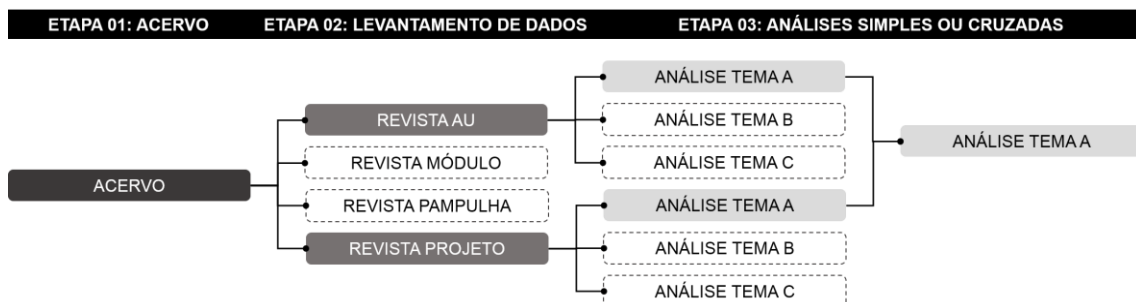 ETAPA 01: ACERVO
ETAPA 02: LEVANTAMENTO DE DADOS
ETAPA 03: ANÁLISES SIMPLES OU CRUZADAS
ACERVO
REVISTA AU
REVISTA MÓDULO
REVISTA PAMPULHA
REVISTA PROJETO
ANÁLISE TEMA A
ANÁLISE TEMA B
ANÁLISE TEMA C
ANÁLISE TEMA A
ANÁLISE TEMA B
ANÁLISE TEMA C
ANÁLISE TEMA A